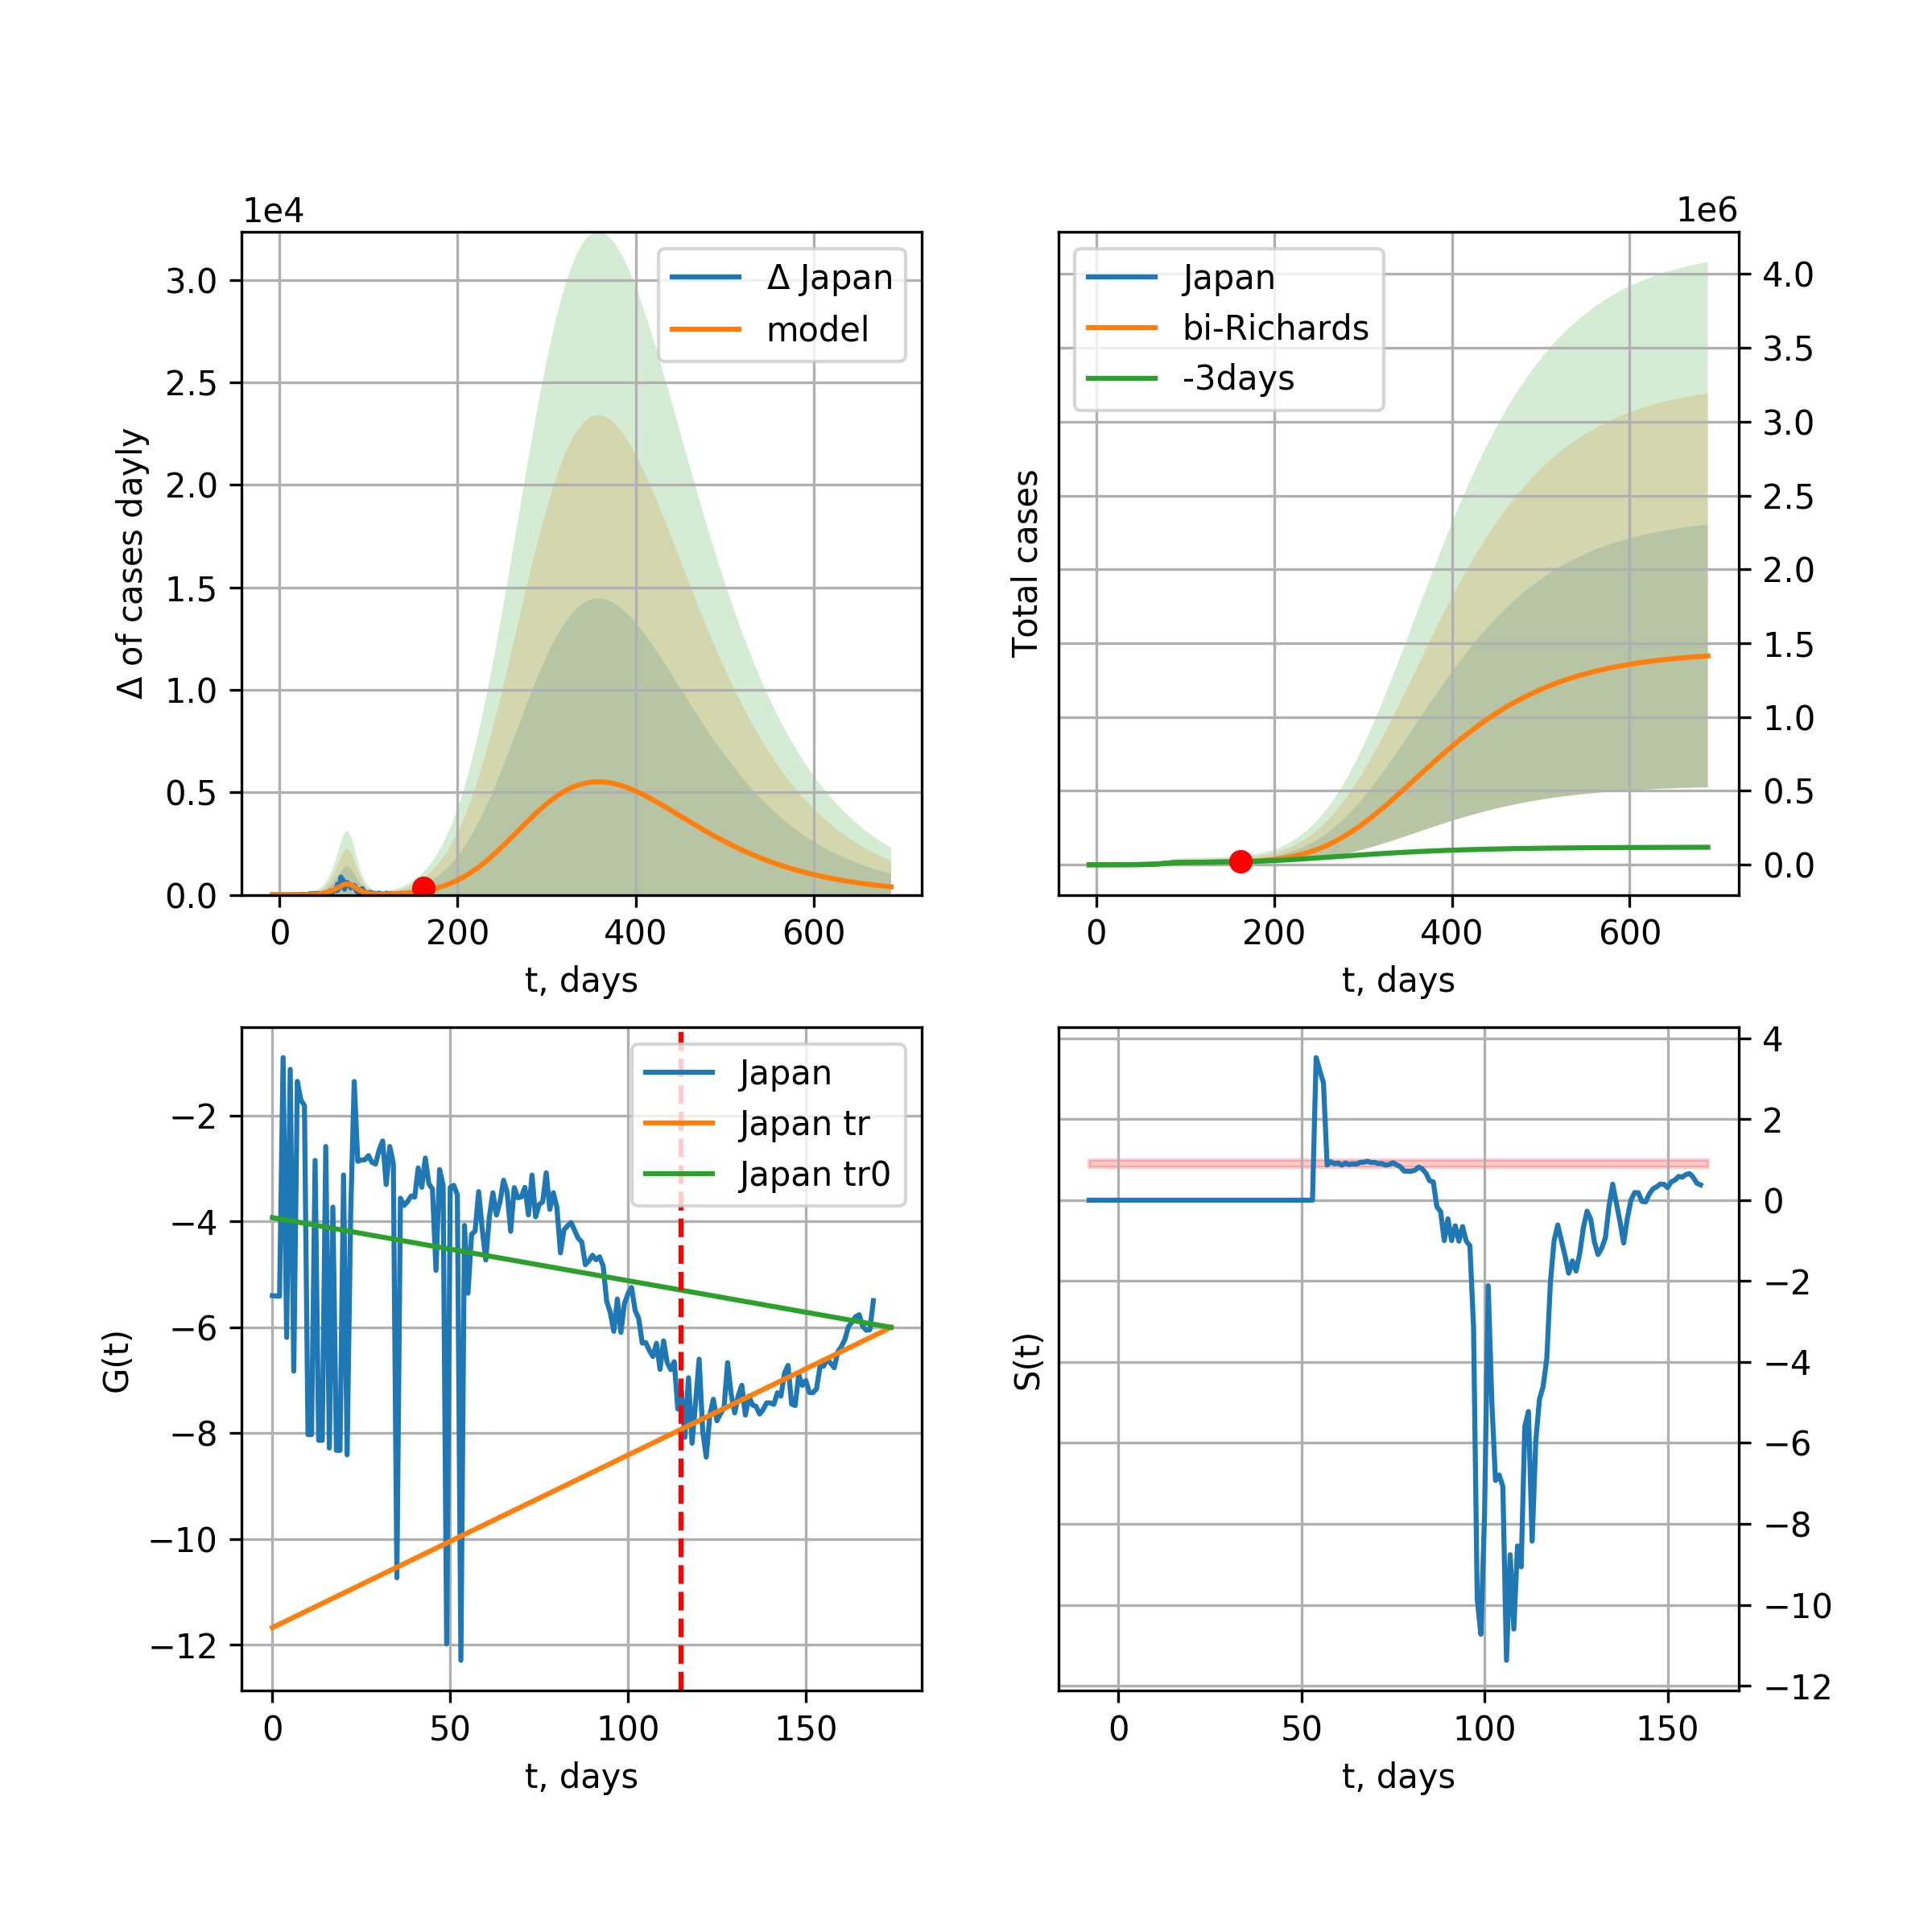 1e4
3.0
2.5
2.0
1.5
1.0
0.5
0.0
Δ of cases dayly
Δ Japan
model
0 200 400 600
t, days
1e6
Japan
bi-Richards
-3days
Total cases
4.0
3.5
3.0
2.5
2.0
1.5
1.0
0.5
0.0
0 200 400 600
t, days
−2
−4
−6
−8
−10
−12
G(t)
Japan
Japan tr
Japan tr0
0 50 100 150
t, days
S(t)
4
2
0
−2
−4
−6
−8
−10
−12
0 50 100 150
t, days